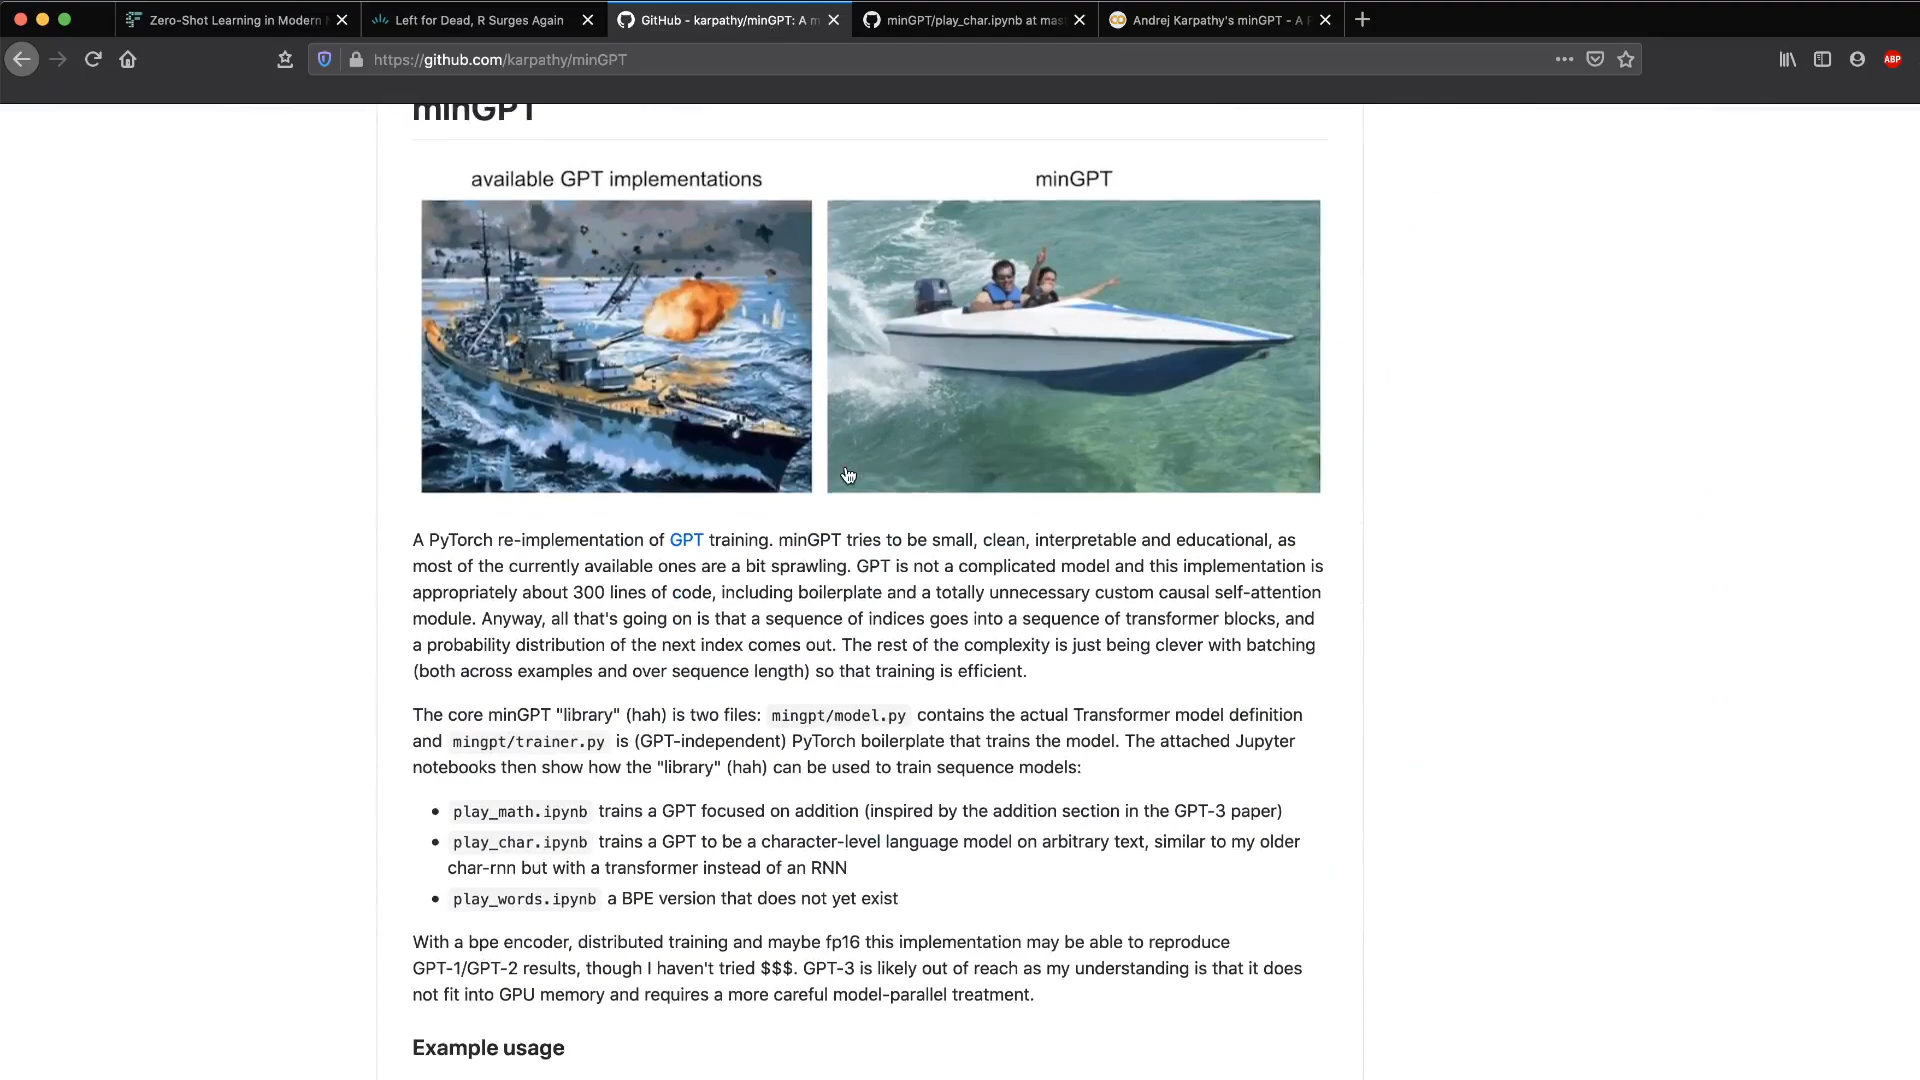 Zero-Shot Learning in Modern
Left for Dead, R Surges Again
GitHub - karpathy/minGPT: A m
minGPT/play_char.ipynb at mas
Andrej Karpathy's minGPT - A
https://github.com/karpathy/minGPT
ABP
minGPT
available GPT implementations
minGPT
A PyTorch re-implementation of GPT training. minGPT tries to be small, clean, interpretable and educational, as
most of the currently available ones are a bit sprawling. GPT is not a complicated model and this implementation is
appropriately about 300 lines of code, including boilerplate and a totally unnecessary custom causal self-attention
module. Anyway, all that's going on is that a sequence of indices goes into a sequence of transformer blocks, and
a probability distribution of the next index comes out. The rest of the complexity is just being clever with batching
(both across examples and over sequence length) so that training is efficient.
The core minGPT "library" (hah) is two files: mingpt/model.py contains the actual Transformer model definition
and mingpt/trainer.py is (GPT-independent) PyTorch boilerplate that trains the model. The attached Jupyter
notebooks then show how the "library" (hah) can be used to train sequence models:
• play_math.ipynb trains a GPT focused on addition (inspired by the addition section in the GPT-3 paper)
• play_char.ipynb trains a GPT to be a character-level language model on arbitrary text, similar to my older
char-rnn but with a transformer instead of an RNN
• play_words.ipynb a BPE version that does not yet exist
With a bpe encoder, distributed training and maybe fp16 this implementation may be able to reproduce
GPT-1/GPT-2 results, though I haven't tried $$$. GPT-3 is likely out of reach as my understanding is that it does
not fit into GPU memory and requires a more careful model-parallel treatment.
Example usage